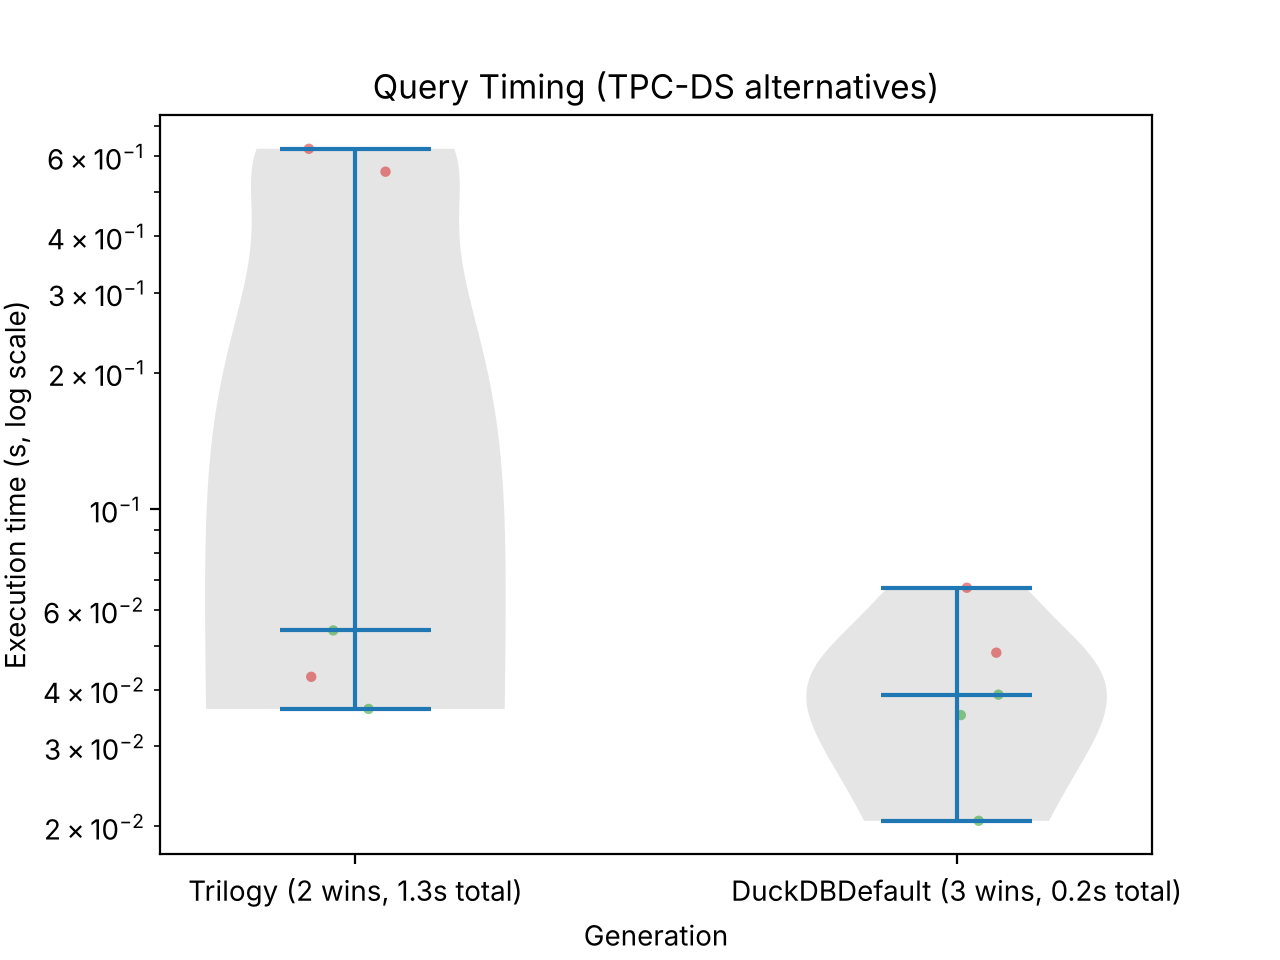 Query Timing (TPC-DS alternatives)
Execution time (s, log scale)
6 × 10⁻¹
4 × 10⁻¹
3 × 10⁻¹
2 × 10⁻¹
10⁻¹
6 × 10⁻²
4 × 10⁻²
3 × 10⁻²
2 × 10⁻²
Trilogy (2 wins, 1.3s total)
DuckDBDefault (3 wins, 0.2s total)
Generation